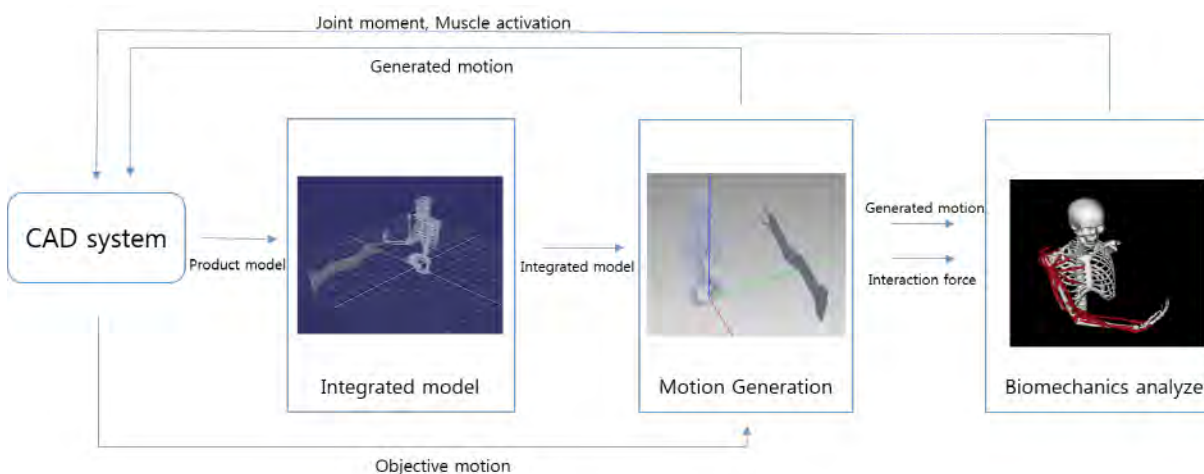 Joint moment, Muscle activation
Generated motion
CAD system
Product model
Integrated model
Generated motion
Interaction force
Integrated model
Motion Generation
Biomechanics analyze
Objective motion